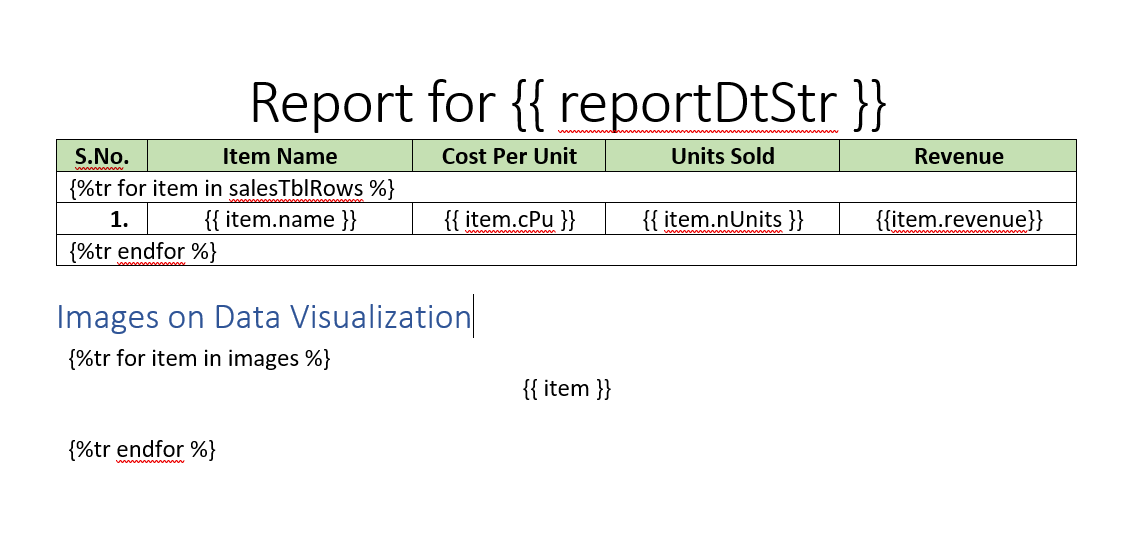 Report for {{ reportDtStr }}
S.No. Item Name Cost Per Unit Units Sold Revenue
{%tr for item in salesTblRows %}
1. {{ item.name }} {{ item.cPu }} {{ item.nUnits }} {{item.revenue}}
{%tr endfor %}
Images on Data Visualization
{%tr for item in images %}
{{ item }}
{%tr endfor %}